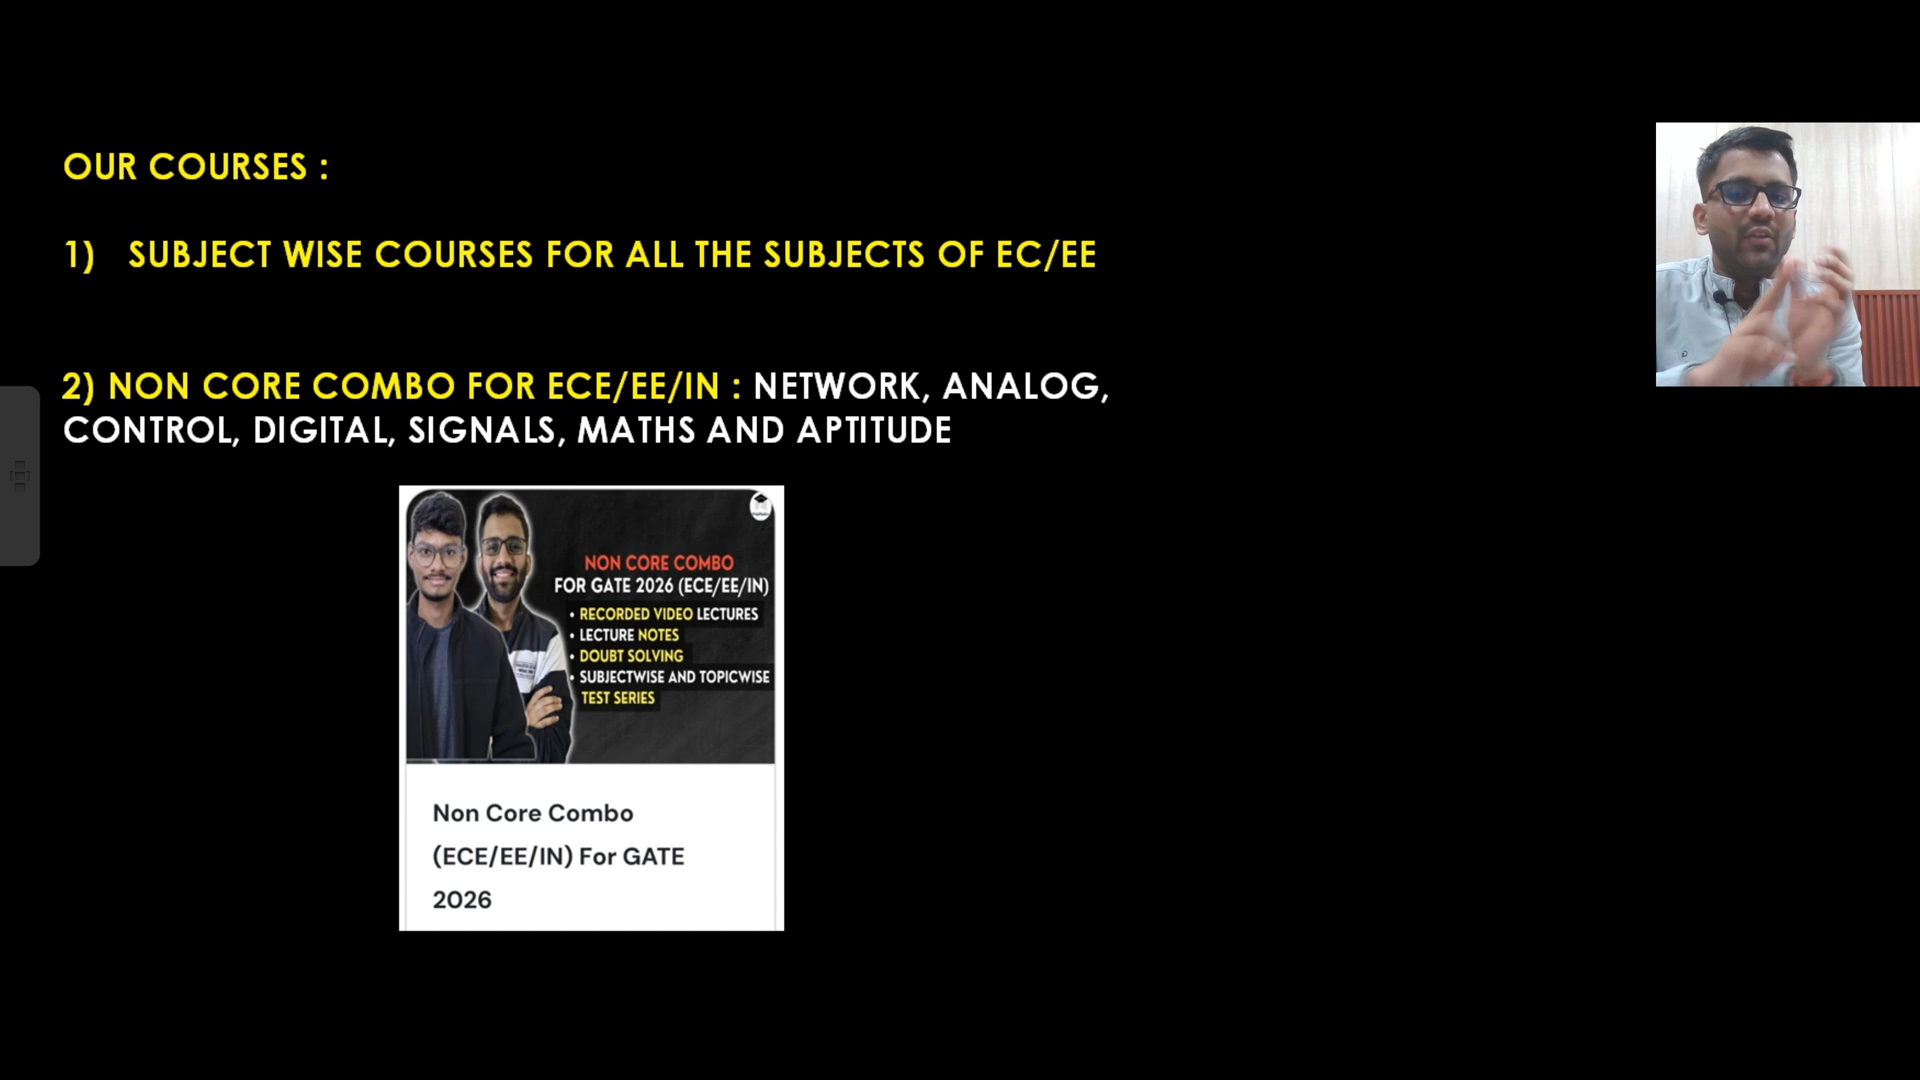 OUR COURSES :
1) SUBJECT WISE COURSES FOR ALL THE SUBJECTS OF EC/EE
2) NON CORE COMBO FOR ECE/EE/IN : NETWORK, ANALOG,
CONTROL, DIGITAL, SIGNALS, MATHS AND APTITUDE
NON CORE COMBO
FOR GATE 2026 (ECE/EE/IN)
• RECORDED VIDEO LECTURES
• LECTURE NOTES
• DOUBT SOLVING
• SUBJECTWISE AND TOPICWISE
TEST SERIES
Non Core Combo
(ECE/EE/IN) For GATE
2026